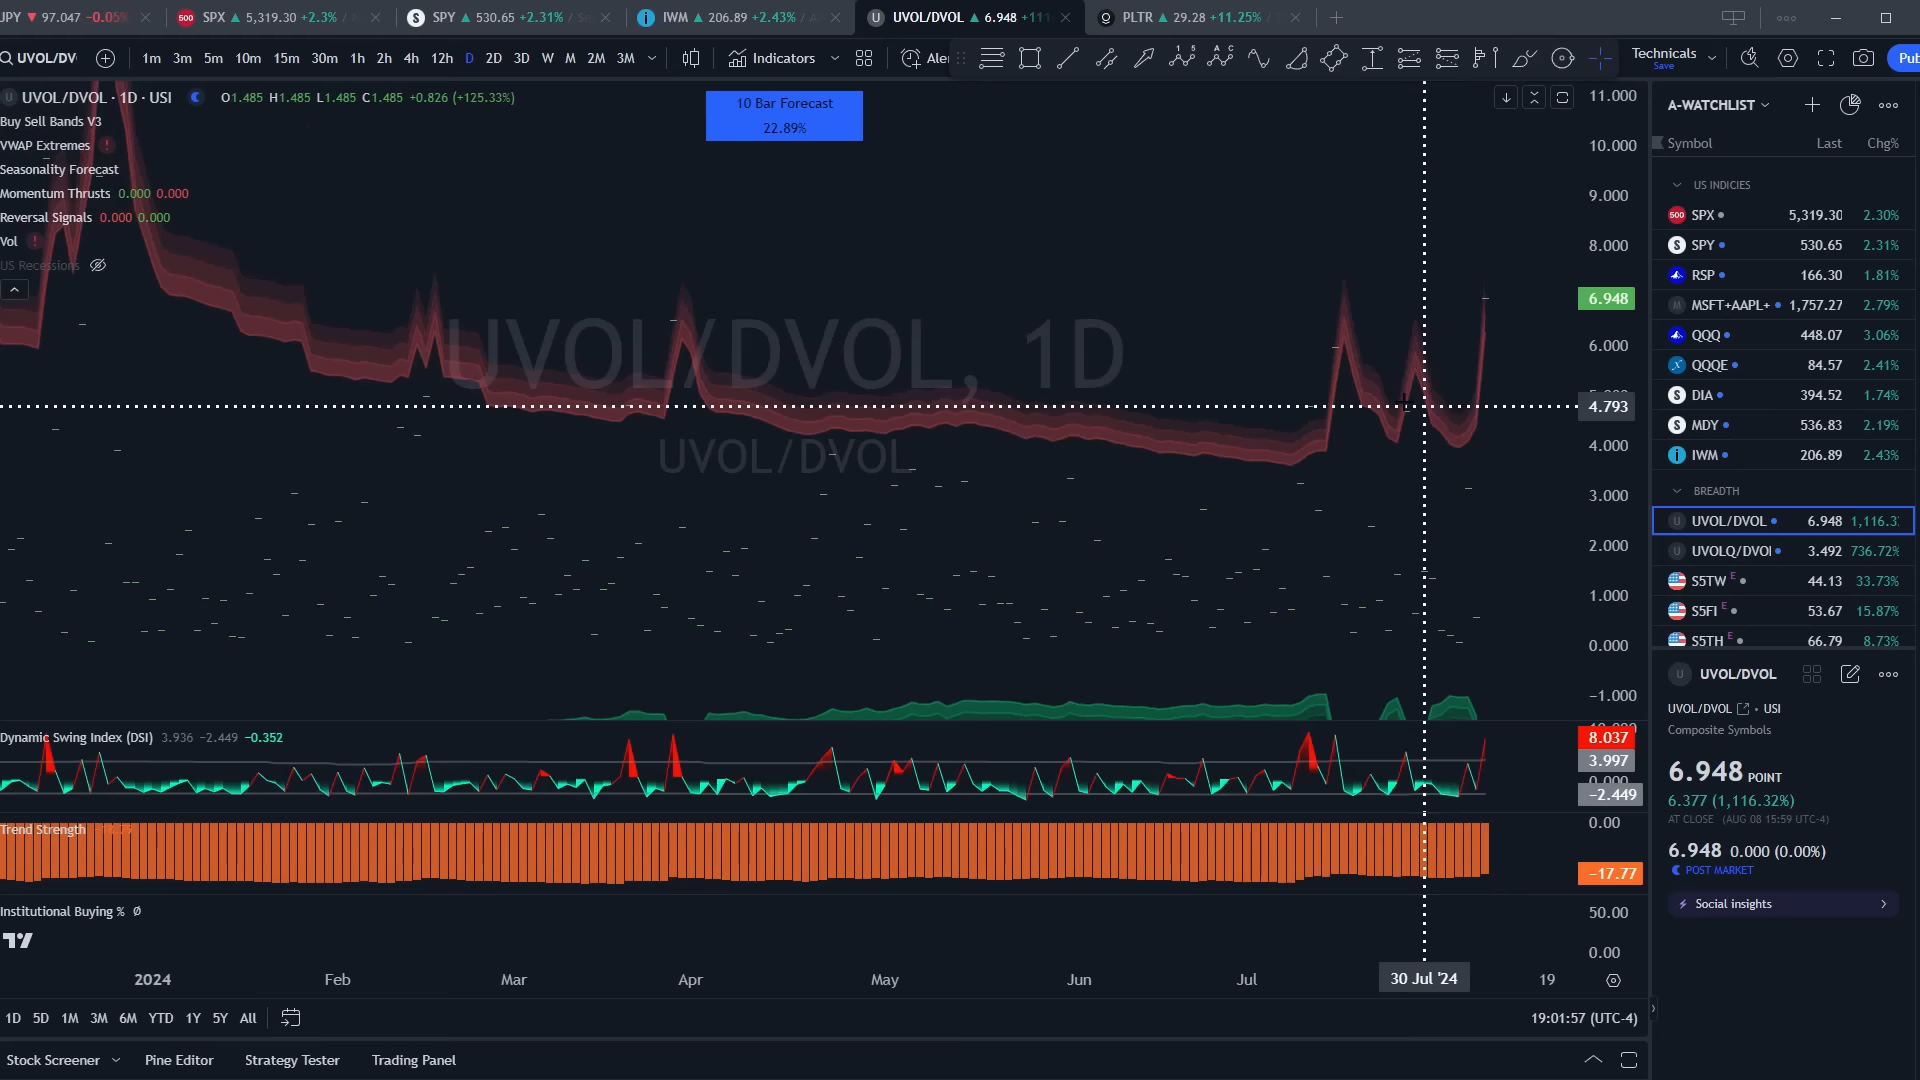 JPY ▼ 97.047 −0.05%
SPX ▲ 5,319.30 +2.3% /
SPY ▲ 530.65 +2.31% /
IWM ▲ 206.89 +2.43% /
UVOL/DVOL ▲ 6.948 +11
PLTR ▲ 29.28 +11.25% /
UVOL/DV
1m 3m 5m 10m 15m 30m 1h 2h 4h 12h D 2D 3D W M 2M 3M
Indicators
Ale
Technicals
Save
Pub
UVOL/DVOL · 1D · USI
O1.485 H1.485 L1.485 C1.485 +0.826 (+125.33%)
Buy Sell Bands V3
VWAP Extremes
Seasonality Forecast
Momentum Thrusts 0.000 0.000
Reversal Signals 0.000 0.000
Vol
US Recessions
10 Bar Forecast
22.89%
UVOL/DVOL, 1D
UVOL/DVOL
11.000
10.000
9.000
8.000
6.948
6.000
4.793
4.000
3.000
2.000
1.000
0.000
−1.000
Dynamic Swing Index (DSI) 3.936 −2.449 −0.352
8.037
3.997
0.000
−2.449
Trend Strength
0.00
−17.77
Institutional Buying % Ø
50.00
0.00
2024 Feb Mar Apr May Jun Jul 30 Jul '24 19
1D 5D 1M 3M 6M YTD 1Y 5Y All
19:01:57 (UTC-4)
Stock Screener
Pine Editor
Strategy Tester
Trading Panel
A-WATCHLIST
Symbol Last Chg%
US INDICIES
500 SPX 5,319.30 2.30%
S SPY 530.65 2.31%
RSP 166.30 1.81%
M MSFT+AAPL+ 1,757.27 2.79%
QQQ 448.07 3.06%
QQQE 84.57 2.41%
S DIA 394.52 1.74%
S MDY 536.83 2.19%
i IWM 206.89 2.43%
BREADTH
U UVOL/DVOL 6.948 1,116.3
U UVOLQ/DVO 3.492 736.72%
S5TW E 44.13 33.73%
S5FI E 53.67 15.87%
S5TH E 66.79 8.73%
U UVOL/DVOL
UVOL/DVOL • USI
Composite Symbols
6.948 POINT
6.377 (1,116.32%)
AT CLOSE (AUG 08 15:59 UTC-4)
6.948 0.000 (0.00%)
POST MARKET
Social insights